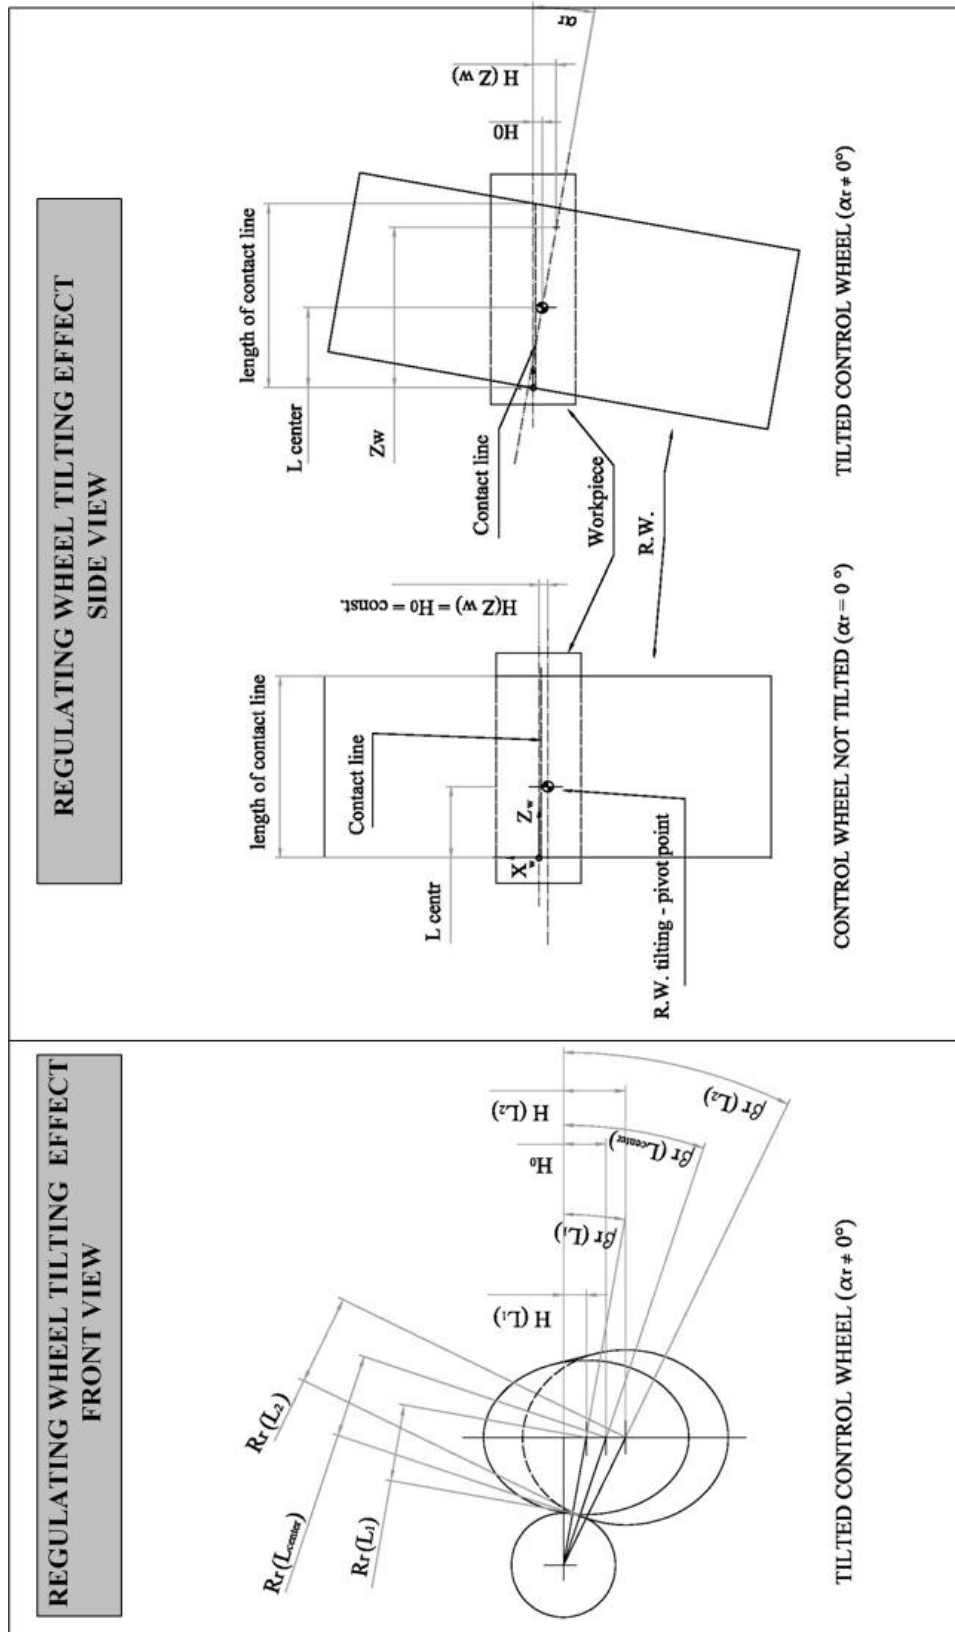 REGULATING WHEEL TILTING EFFECT
FRONT VIEW
Rr (L2)
Rr (Lcenter)
Rr (L1)
H (L1)
βr (L1)
H0
βr (Lcenter)
H (L2)
βr (L2)
TILTED CONTROL WHEEL (αr ≠ 0°)
REGULATING WHEEL TILTING EFFECT
SIDE VIEW
length of contact line
Contact line
L centr
Xw
Zw
H(Z w) = H0 = const.
R.W. tilting - pivot point
CONTROL WHEEL NOT TILTED (αr = 0 °)
length of contact line
L center
Zw
Contact line
Workpiece
R.W.
H0
H (Z w)
αr
TILTED CONTROL WHEEL (αr ≠ 0°)